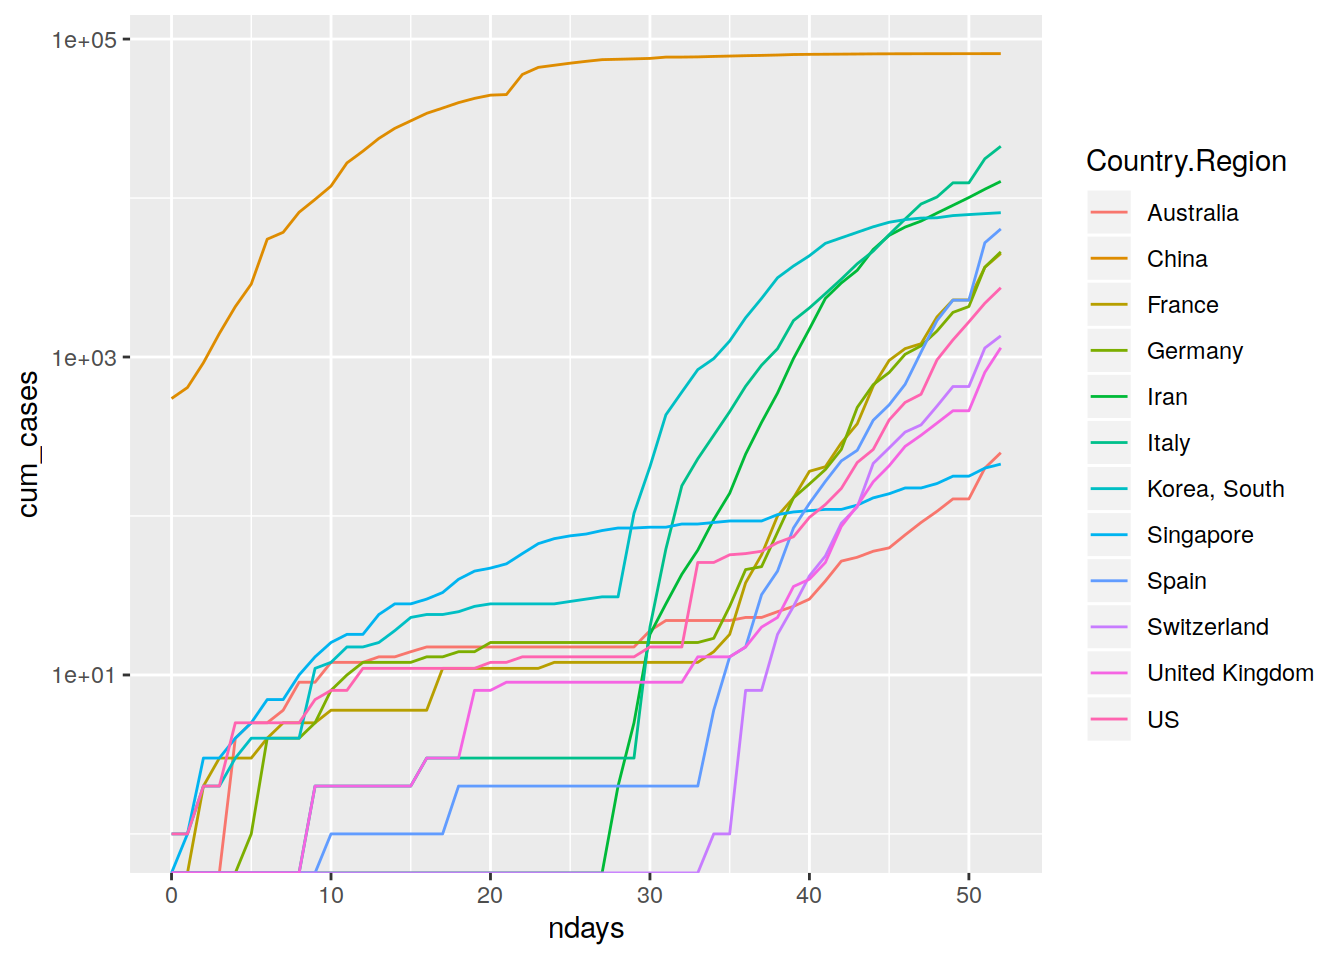 1e+05
1e+03
1e+01
cum_cases
0 10 20 30 40 50
ndays
Country.Region
Australia
China
France
Germany
Iran
Italy
Korea, South
Singapore
Spain
Switzerland
United Kingdom
US